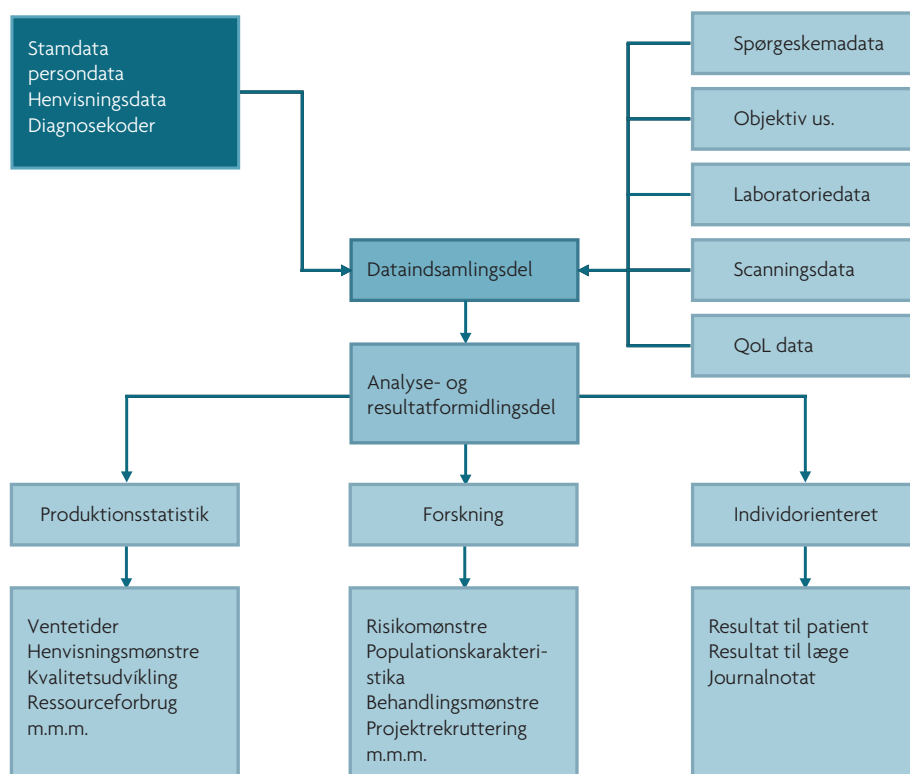 Stamdata
persondata
Henvisningsdata
Diagnosekoder
Spørgeskemadata
Objektiv us.
Laboratoriedata
Scanningsdata
QoL data
Dataindsamlingsdel
Analyse- og
resultatformidlingsdel
Produktionsstatistik
Forskning
Individorienteret
Ventetider
Henvisningsmønstre
Kvalitetsudvíkling
Ressourceforbrug
m.m.m.
Risikomønstre
Populationskarakteri-
stika
Behandlingsmønstre
Projektrekruttering
m.m.m.
Resultat til patient
Resultat til læge
Journalnotat